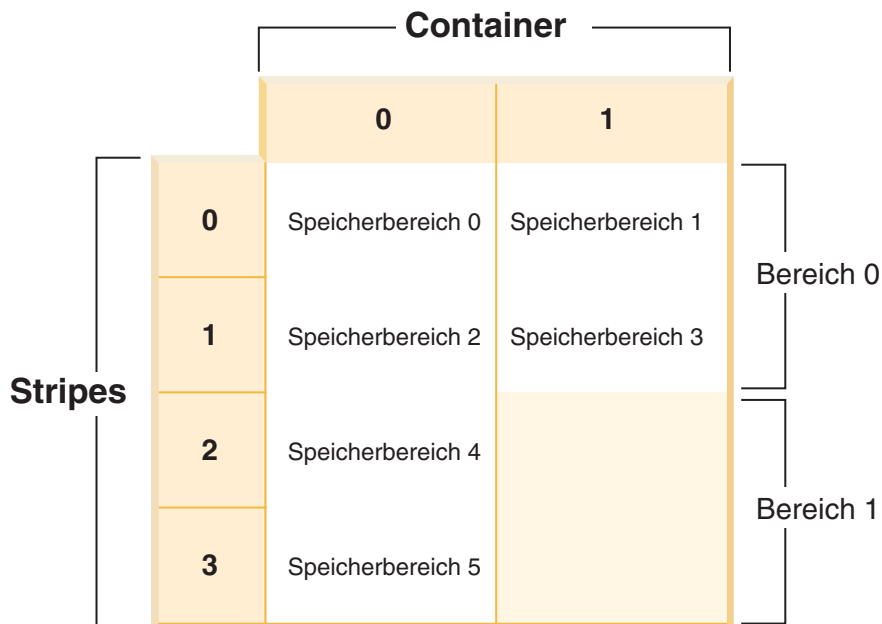 Container
0 1
0 Speicherbereich 0 Speicherbereich 1
Bereich 0
1 Speicherbereich 2 Speicherbereich 3
Stripes
2 Speicherbereich 4
Bereich 1
3 Speicherbereich 5